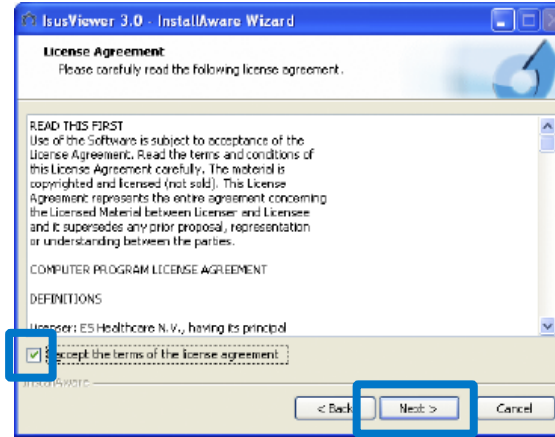 IsusViewer 3.0 - InstallAware Wizard
License Agreement
Please carefully read the following license agreement.
READ THIS FIRST
Use of the Software is subject to acceptance of the
License Agreement. Read the terms and conditions of
this License Agreement carefully. The material is
copyrighted and licensed (not sold). This License
Agreement represents the entire agreement concerning
the Licensed Material between Licenser and Licensee
and it supersedes any prior proposal, representation
or understanding between the parties.
COMPUTER PROGRAM LICENSE AGREEMENT
DEFINITIONS
Licenser: ES Healthcare N.V., having its principal
accept the terms of the license agreement
InstallAware
< Back
Next >
Cancel